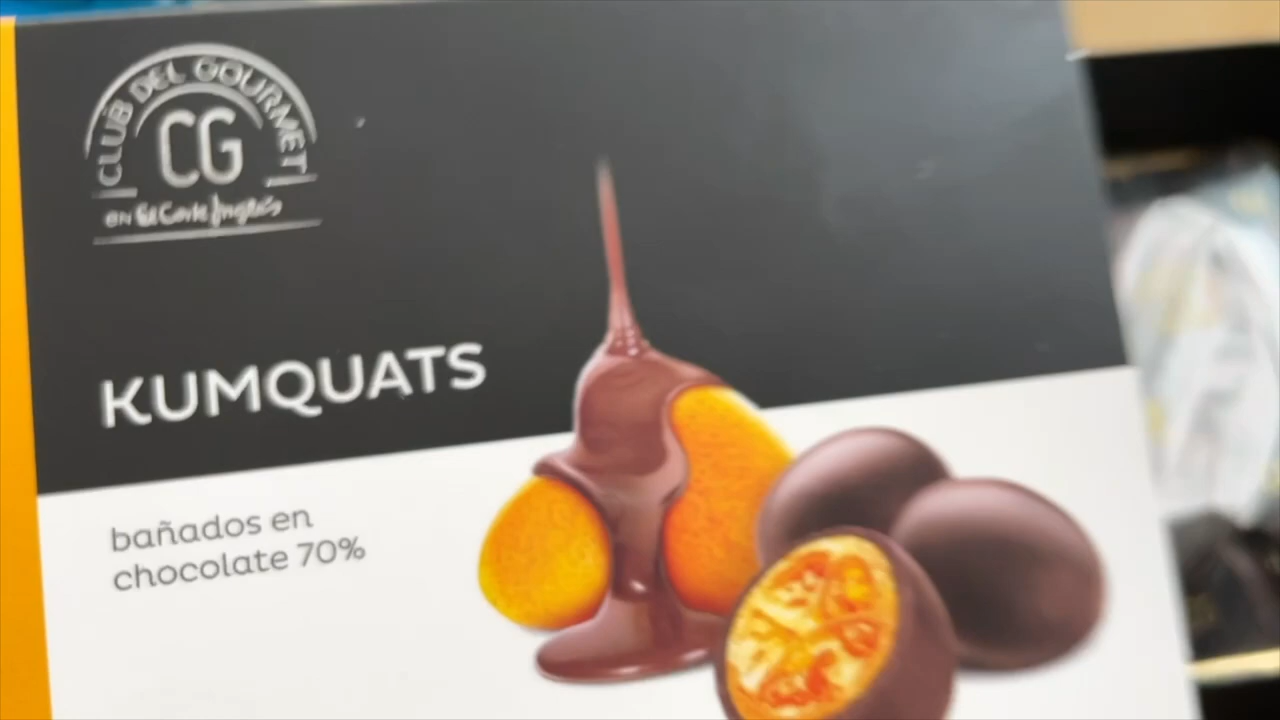 CLUB DEL GOURMET
CG
EN El Corte Inglés
KUMQUATS
bañados en
chocolate 70%